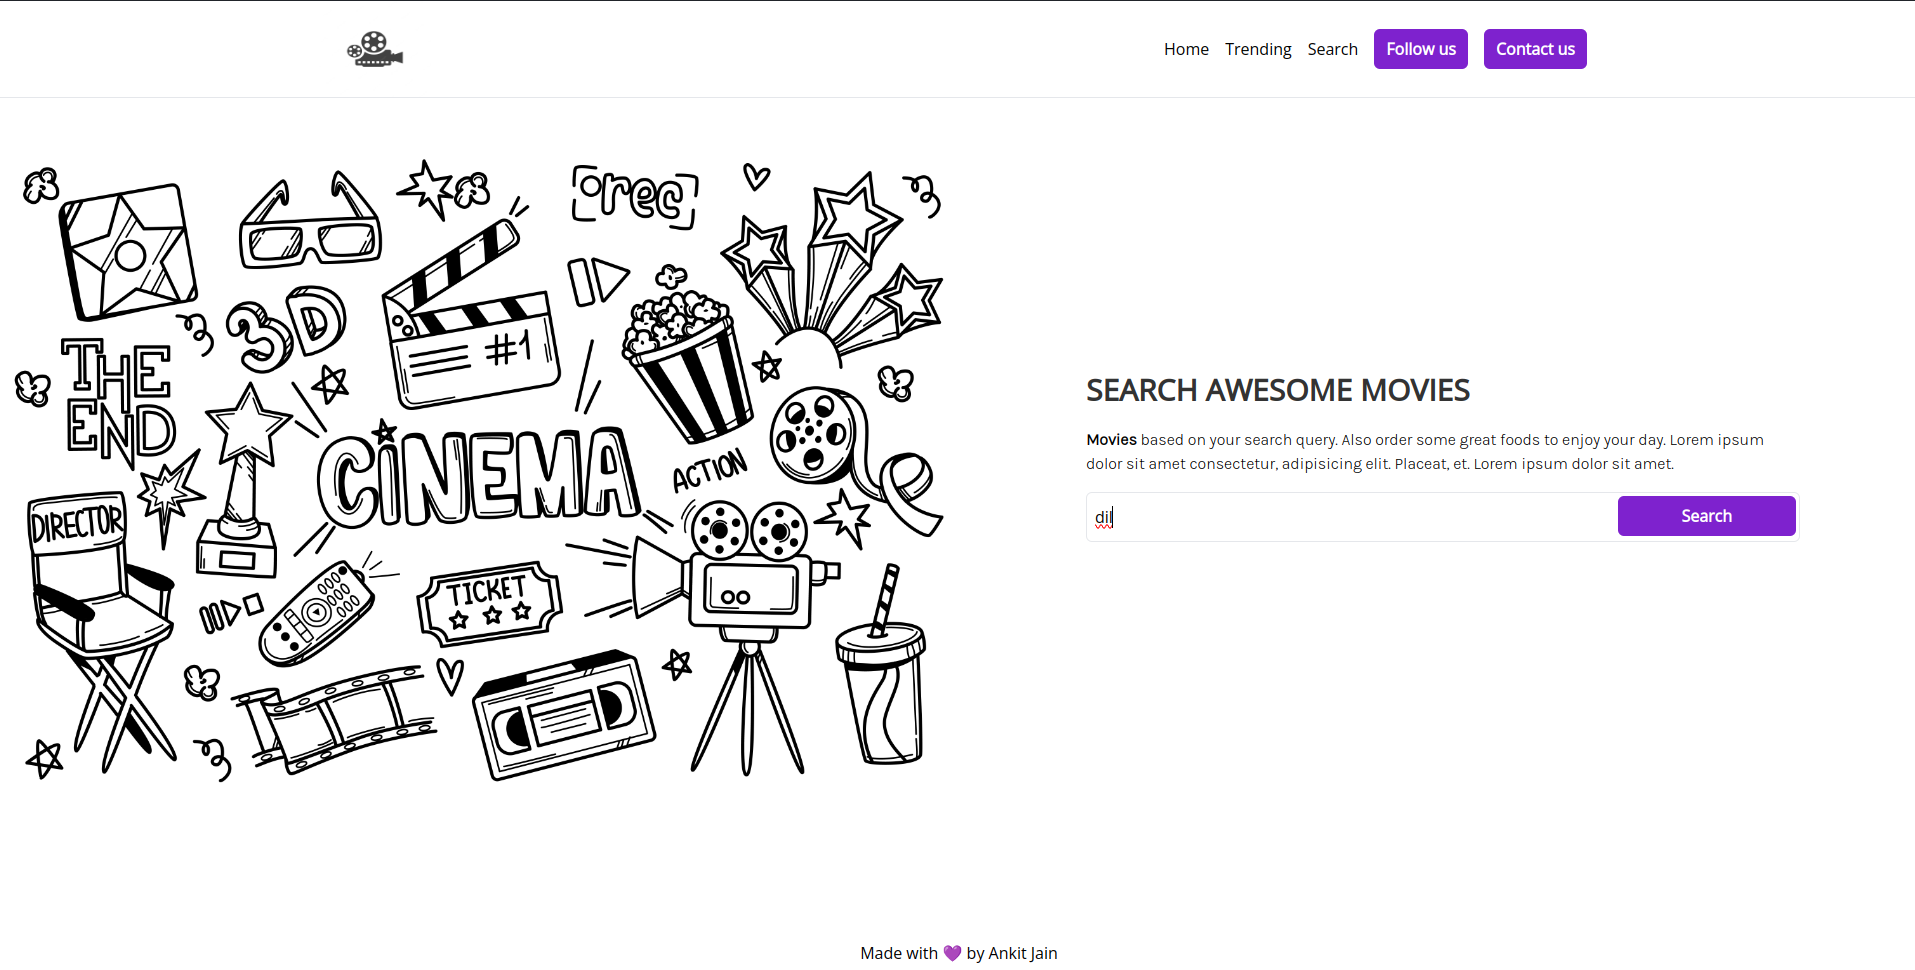 Home Trending Search Follow us Contact us
rec
3D
#1
THE
END
CINEMA
ACTION
DIRECTOR
TICKET
SEARCH AWESOME MOVIES
Movies based on your search query. Also order some great foods to enjoy your day. Lorem ipsum
dolor sit amet consectetur, adipisicing elit. Placeat, et. Lorem ipsum dolor sit amet.
dil Search
Made with 💜 by Ankit Jain